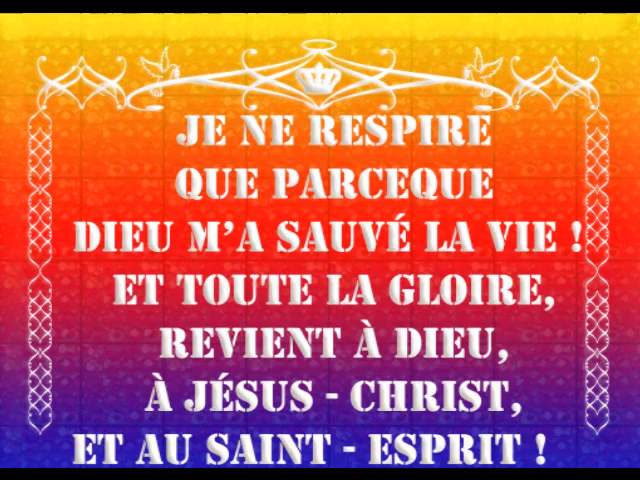 JE NE RESPIRE
QUE PARCEQUE
DIEU M'A SAUVÉ LA VIE !
ET TOUTE LA GLOIRE,
REVIENT À DIEU,
À JÉSUS - CHRIST,
ET AU SAINT - ESPRIT !